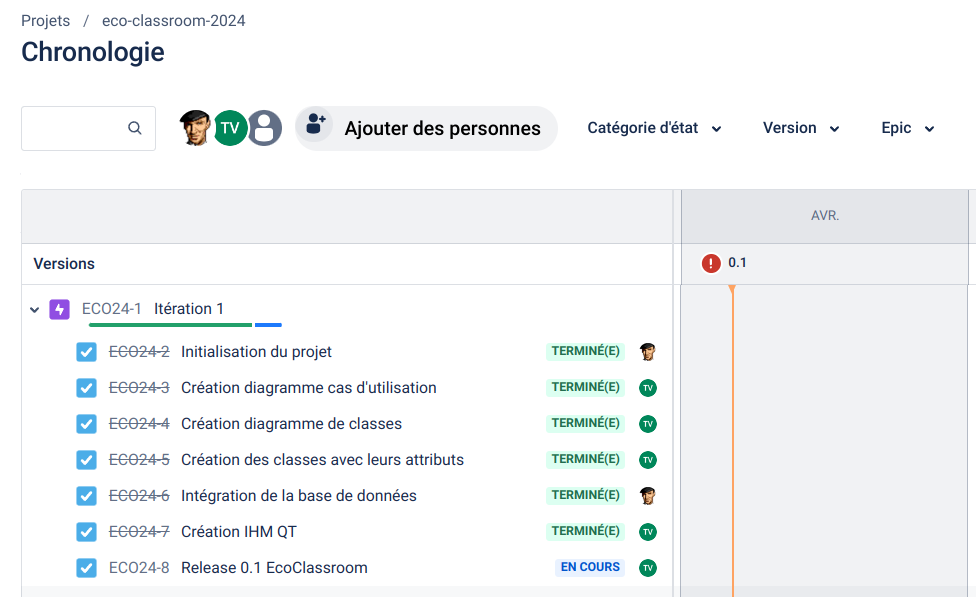 Projets / eco-classroom-2024
Chronologie
TV Ajouter des personnes Catégorie d'état Version Epic
AVR.
Versions 0.1
ECO24-1 Itération 1
ECO24-2 Initialisation du projet TERMINÉ(E)
ECO24-3 Création diagramme cas d'utilisation TERMINÉ(E) TV
ECO24-4 Création diagramme de classes TERMINÉ(E) TV
ECO24-5 Création des classes avec leurs attributs TERMINÉ(E) TV
ECO24-6 Intégration de la base de données TERMINÉ(E)
ECO24-7 Création IHM QT TERMINÉ(E) TV
ECO24-8 Release 0.1 EcoClassroom EN COURS TV